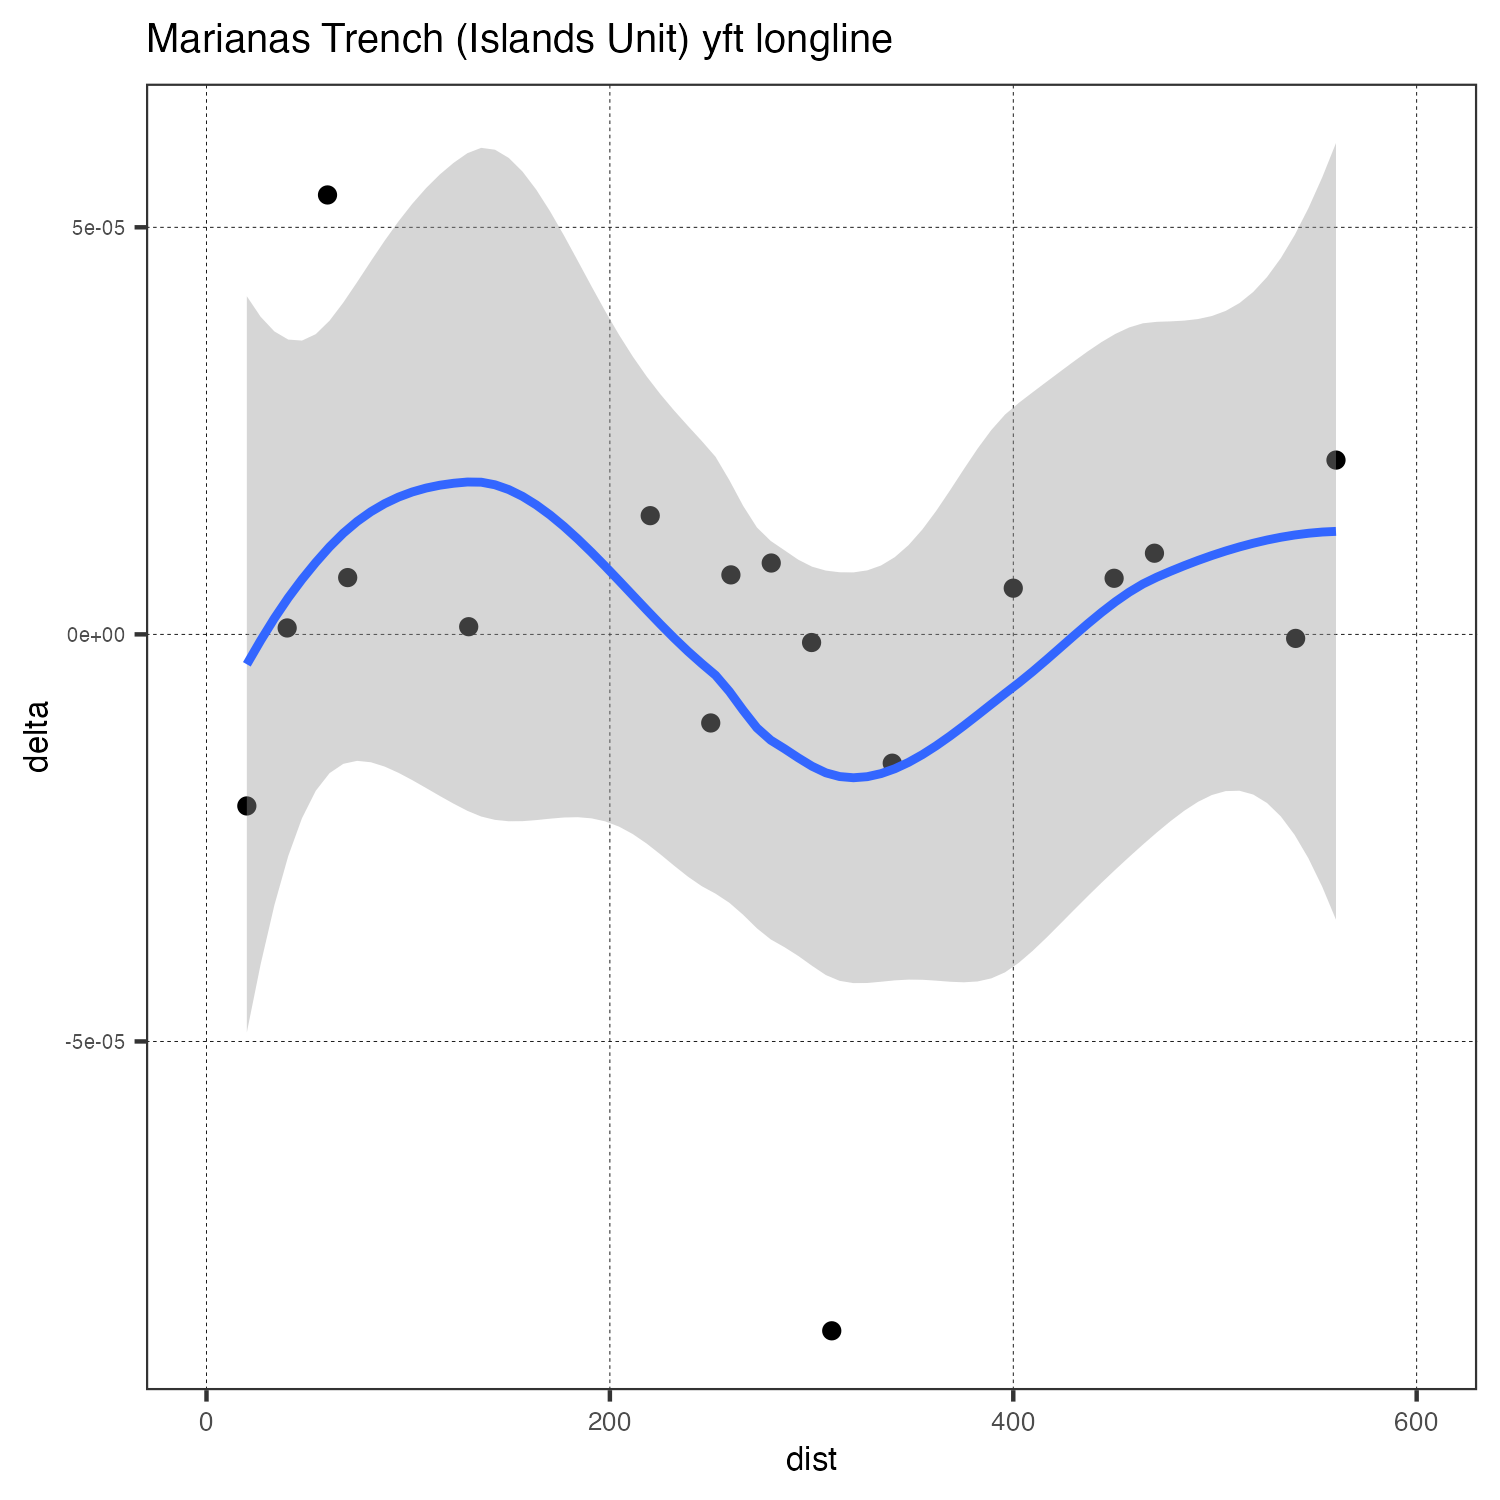 Marianas Trench (Islands Unit) yft longline
5e-05
0e+00
-5e-05
delta
0
200
400
600
dist